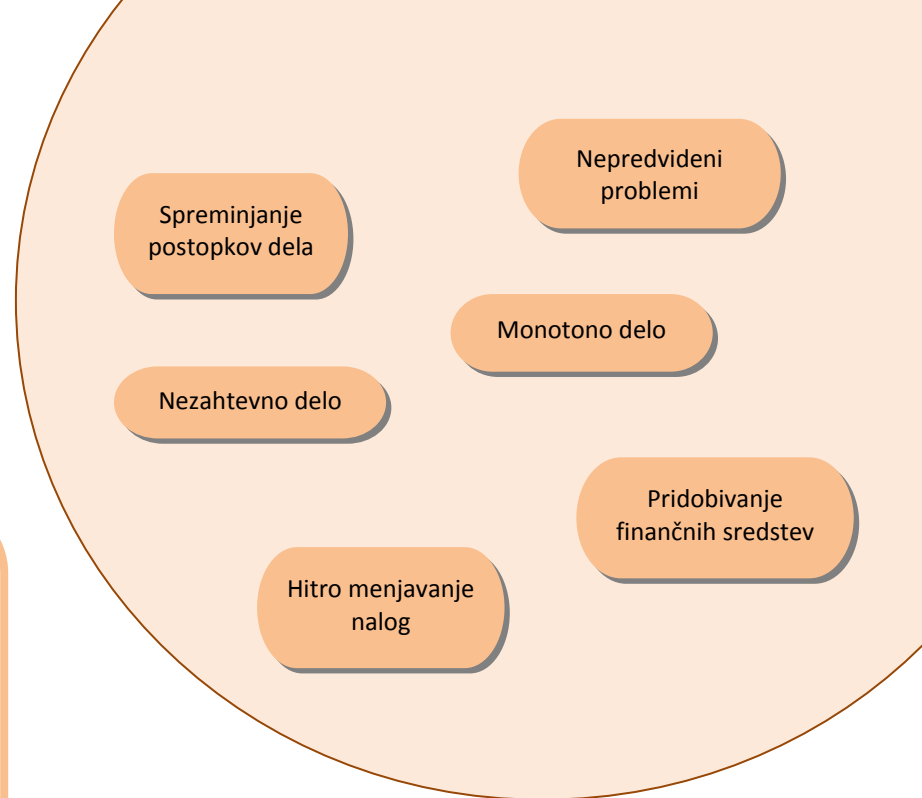 Nepredvideni
problemi
Spreminjanje
postopkov dela
Monotono delo
Nezahtevno delo
Pridobivanje
finančnih sredstev
Hitro menjavanje
nalog